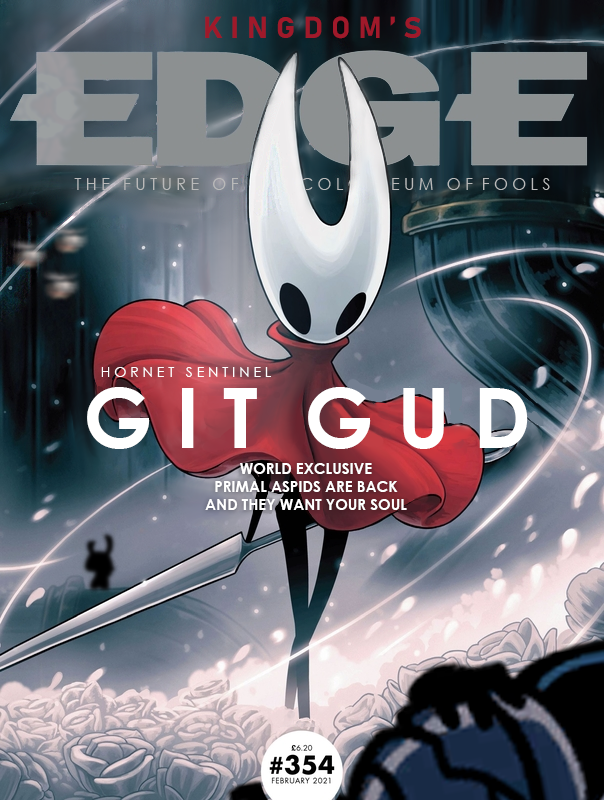 KINGDOM'S
EDGE
THE FUTURE OF COL EUM OF FOOLS
HORNET SENTINEL
GIT GUD
WORLD EXCLUSIVE
PRIMAL ASPIDS ARE BACK
AND THEY WANT YOUR SOUL
£6.20
#354
FEBRUARY 2021